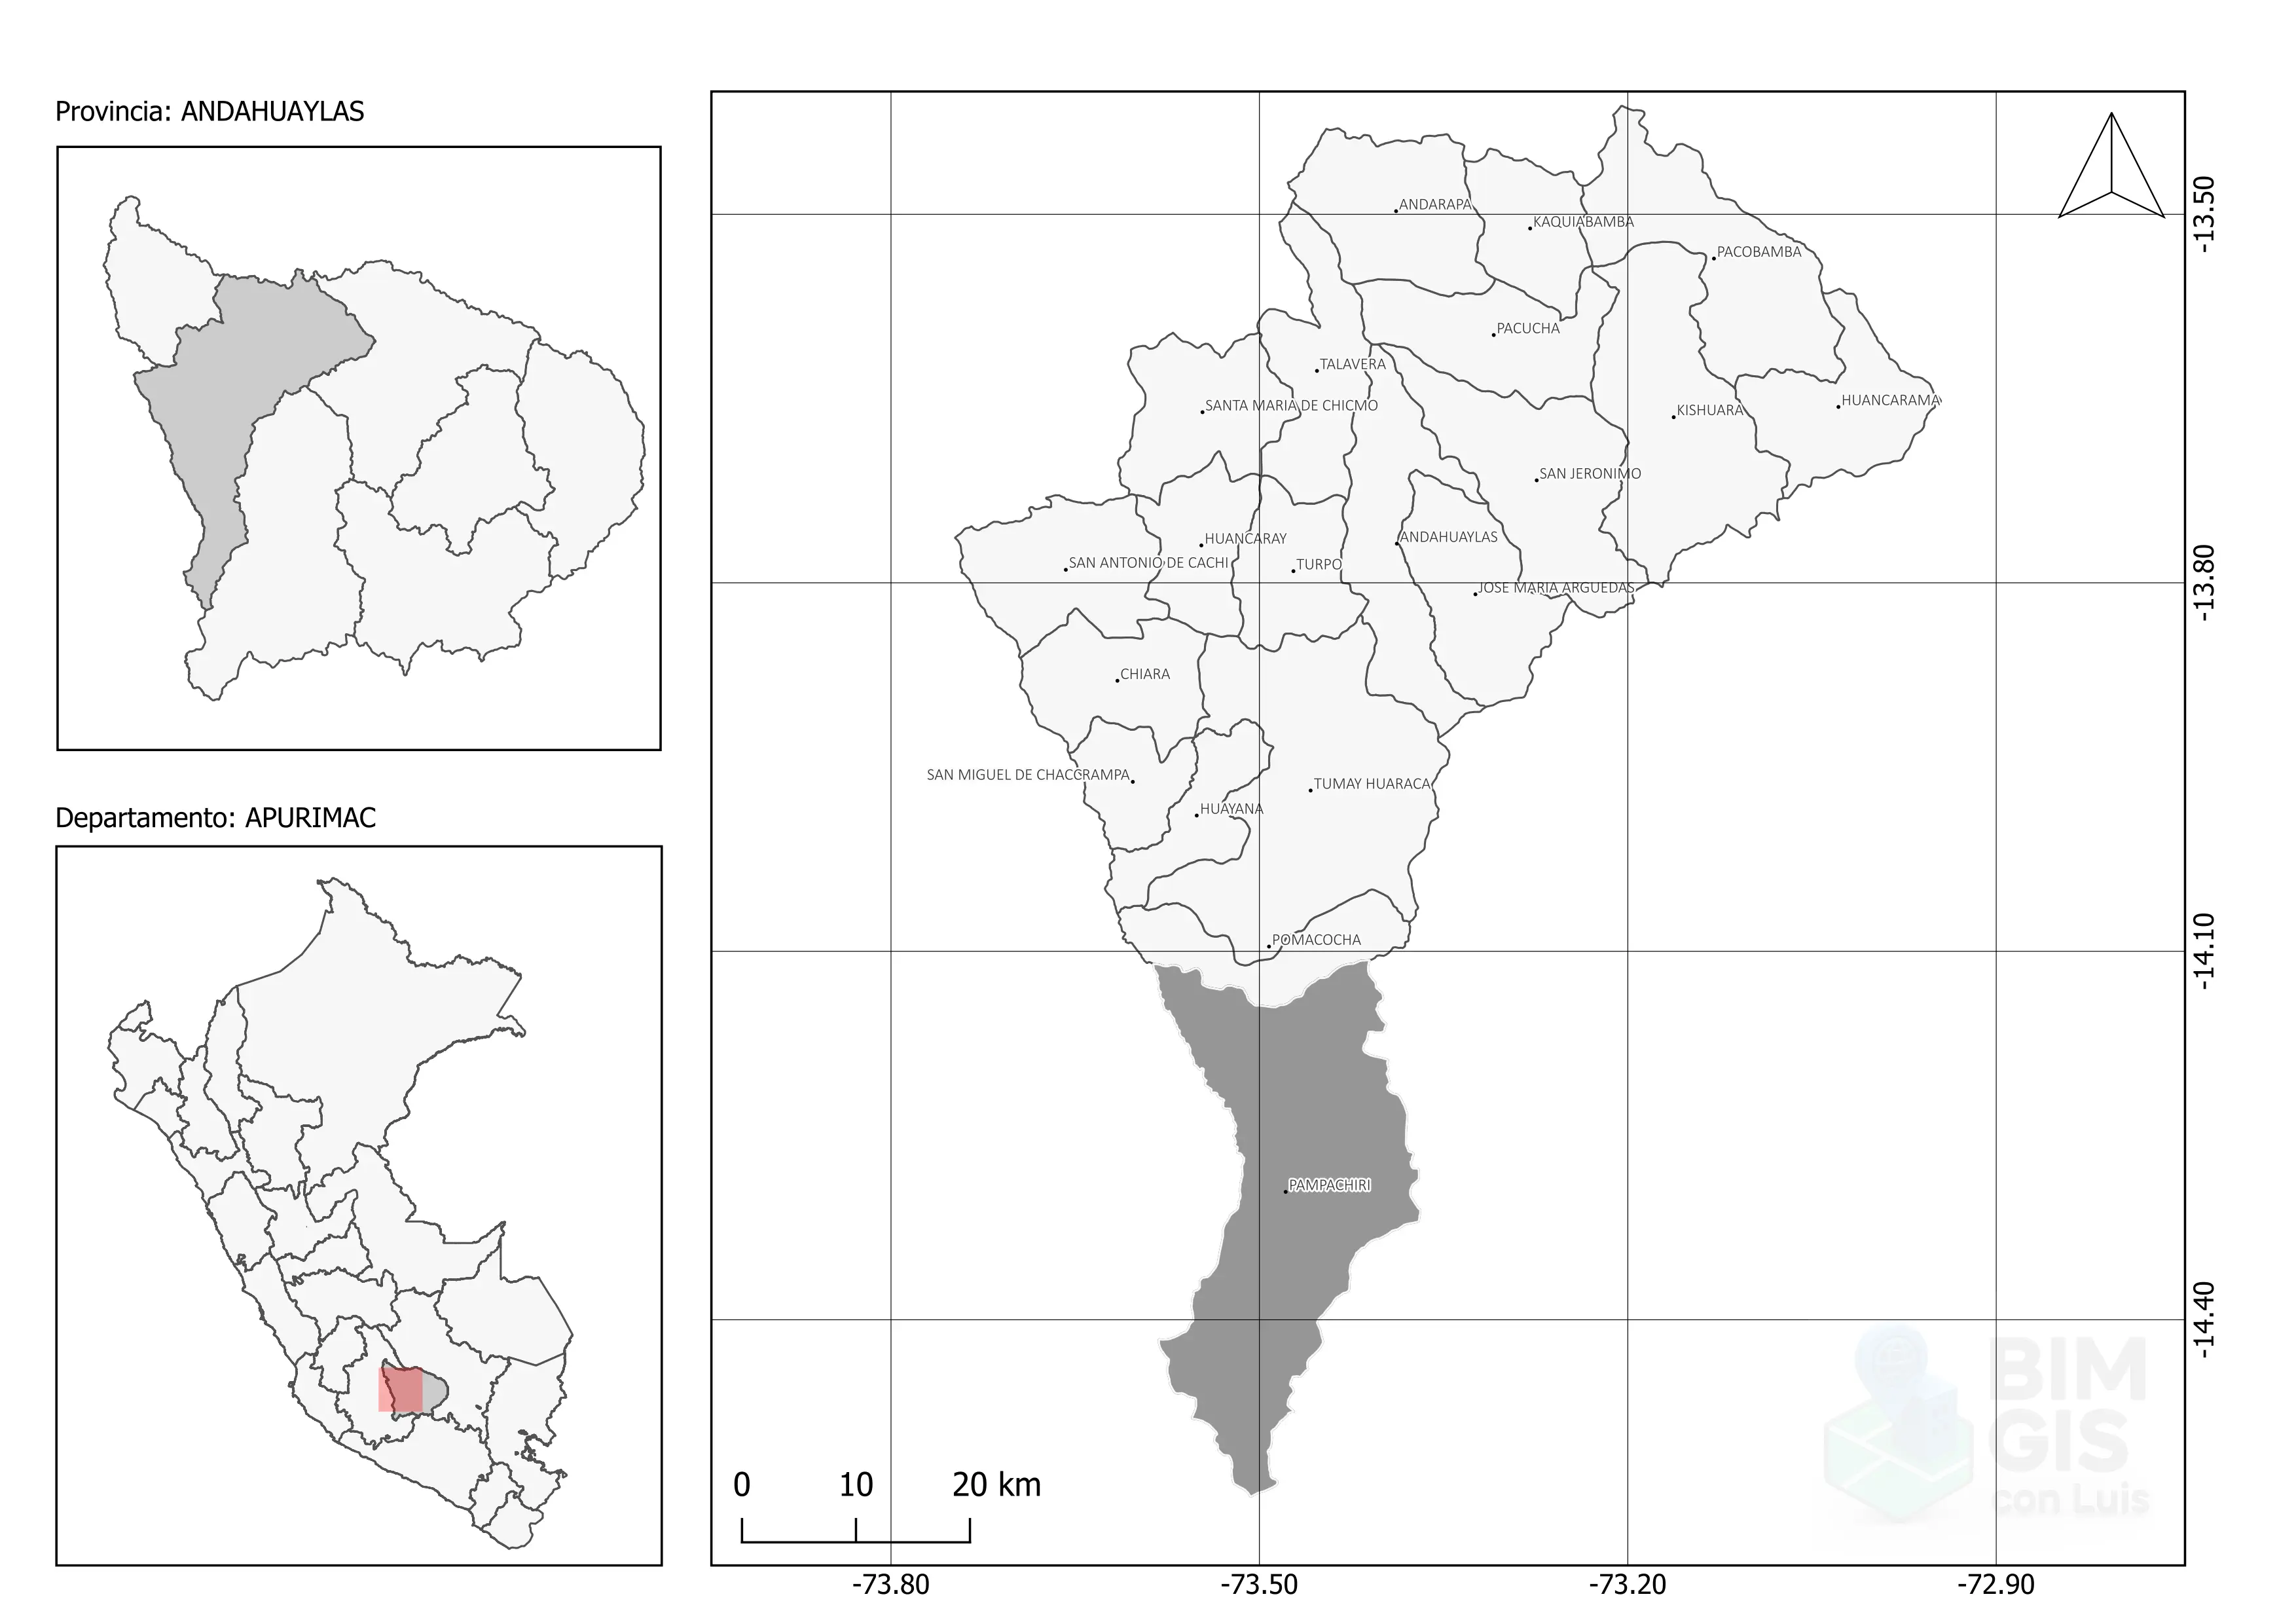 Provincia: ANDAHUAYLAS
Departamento: APURIMAC
ANDARAPA
KAQUIABAMBA
PACOBAMBA
PACUCHA
TALAVERA
SANTA MARIA DE CHICMO
KISHUARA
HUANCARAMA
SAN JERONIMO
HUANCARAY
ANDAHUAYLAS
SAN ANTONIO DE CACHI
TURPO
JOSE MARIA ARGUEDAS
CHIARA
SAN MIGUEL DE CHACCRAMPA
TUMAY HUARACA
HUAYANA
POMACOCHA
PAMPACHIRI
0 10 20 km
-13.50
-13.80
-14.10
-14.40
-73.80 -73.50 -73.20 -72.90
BIM
GIS
con Luis